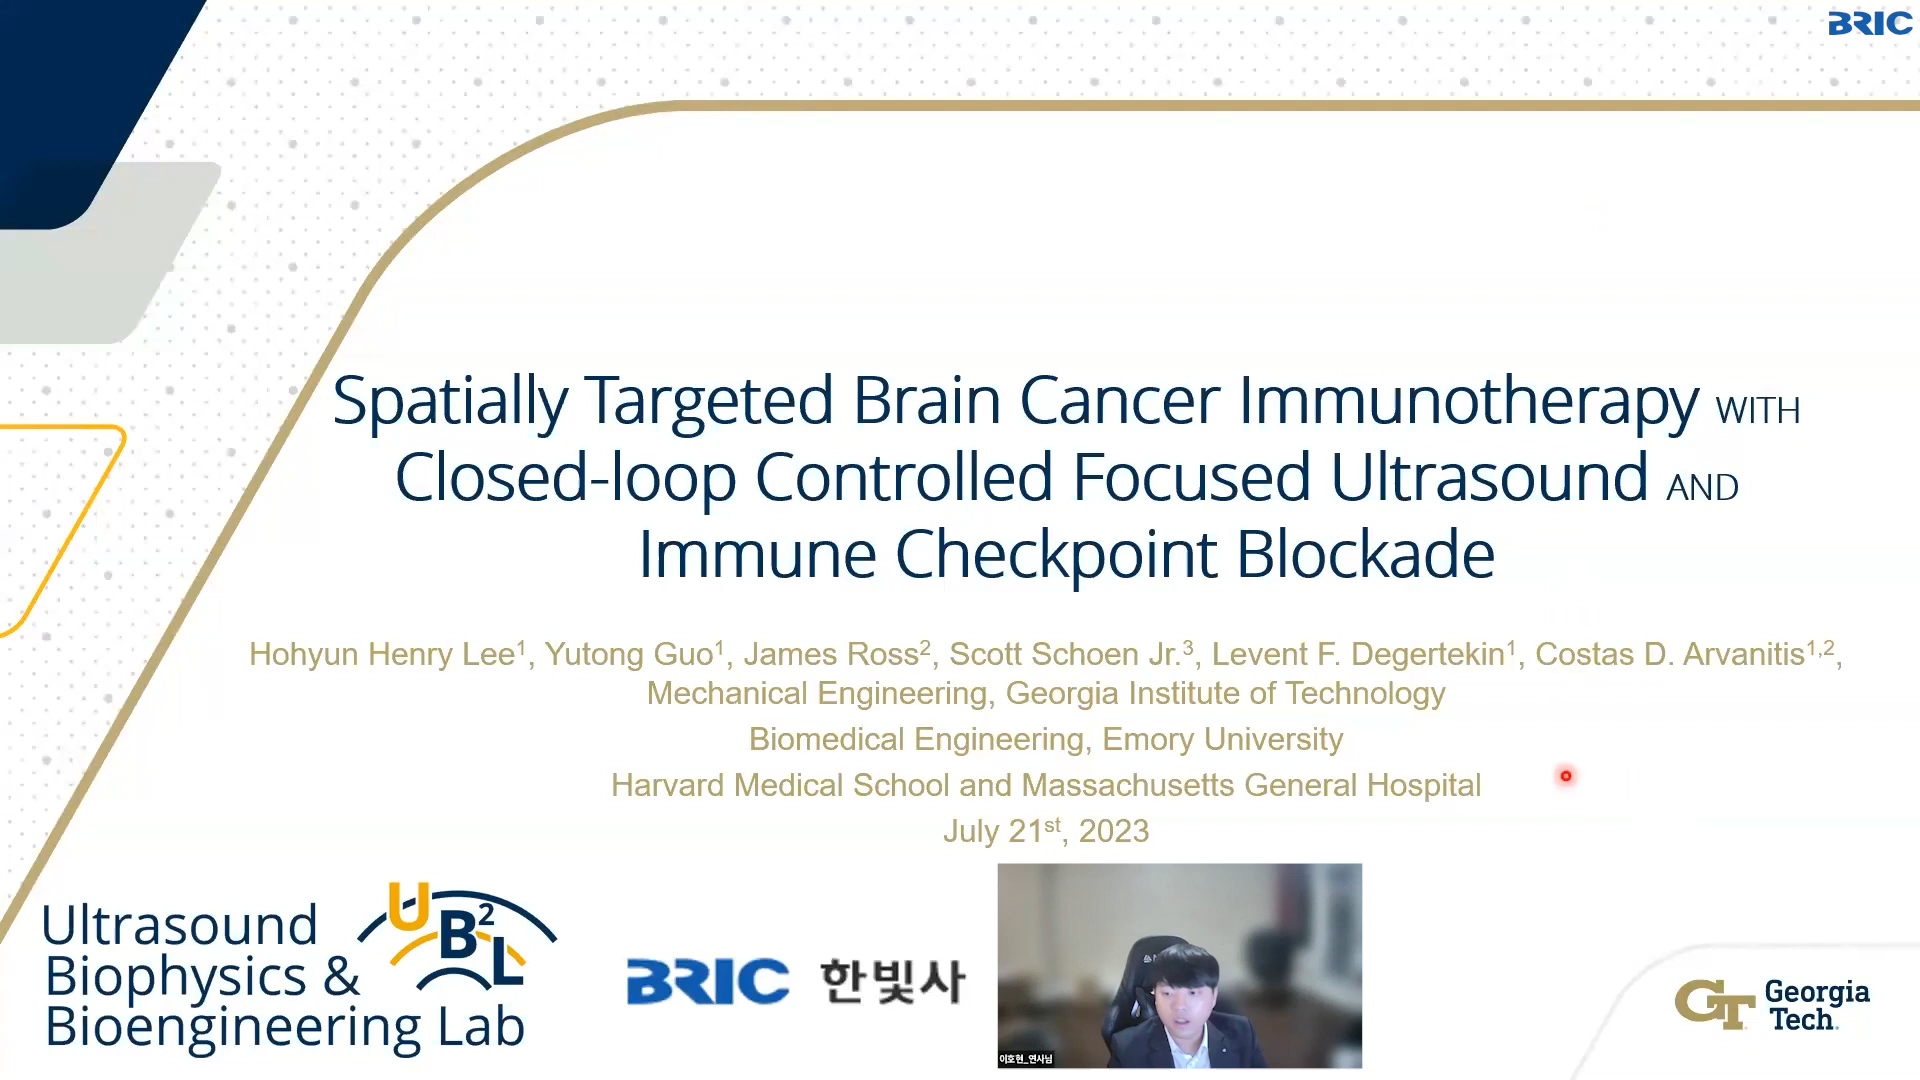 BRIC
Spatially Targeted Brain Cancer Immunotherapy WITH
Closed-loop Controlled Focused Ultrasound AND
Immune Checkpoint Blockade
Hohyun Henry Lee¹, Yutong Guo¹, James Ross², Scott Schoen Jr.³, Levent F. Degertekin¹, Costas D. Arvanitis¹˒²,
Mechanical Engineering, Georgia Institute of Technology
Biomedical Engineering, Emory University
Harvard Medical School and Massachusetts General Hospital
July 21ˢᵗ, 2023
Ultrasound
Biophysics &
Bioengineering Lab
UB²L
BRIC 한빛사
이호현_연사님
GT Georgia
Tech.